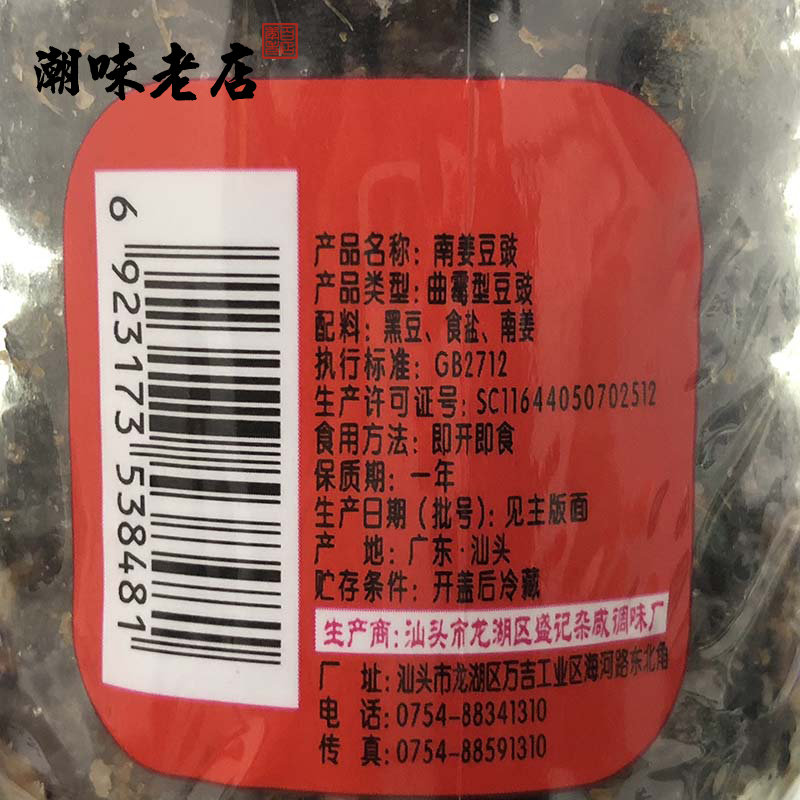 潮味老店
6 923173 538481
产品名称：南姜豆豉
产品类型：曲霉型豆豉
配料：黑豆、食盐、南姜
执行标准：GB2712
生产许可证号：SC11644050702512
食用方法：即开即食
保质期：一年
生产日期（批号）：见主版面
产 地：广东·汕头
贮存条件：开盖后冷藏
生产商：汕头市龙湖区盛记杂咸调味厂
厂 址：汕头市龙湖区万吉工业区海河路东北角
电 话：0754-88341310
传 真：0754-88591310